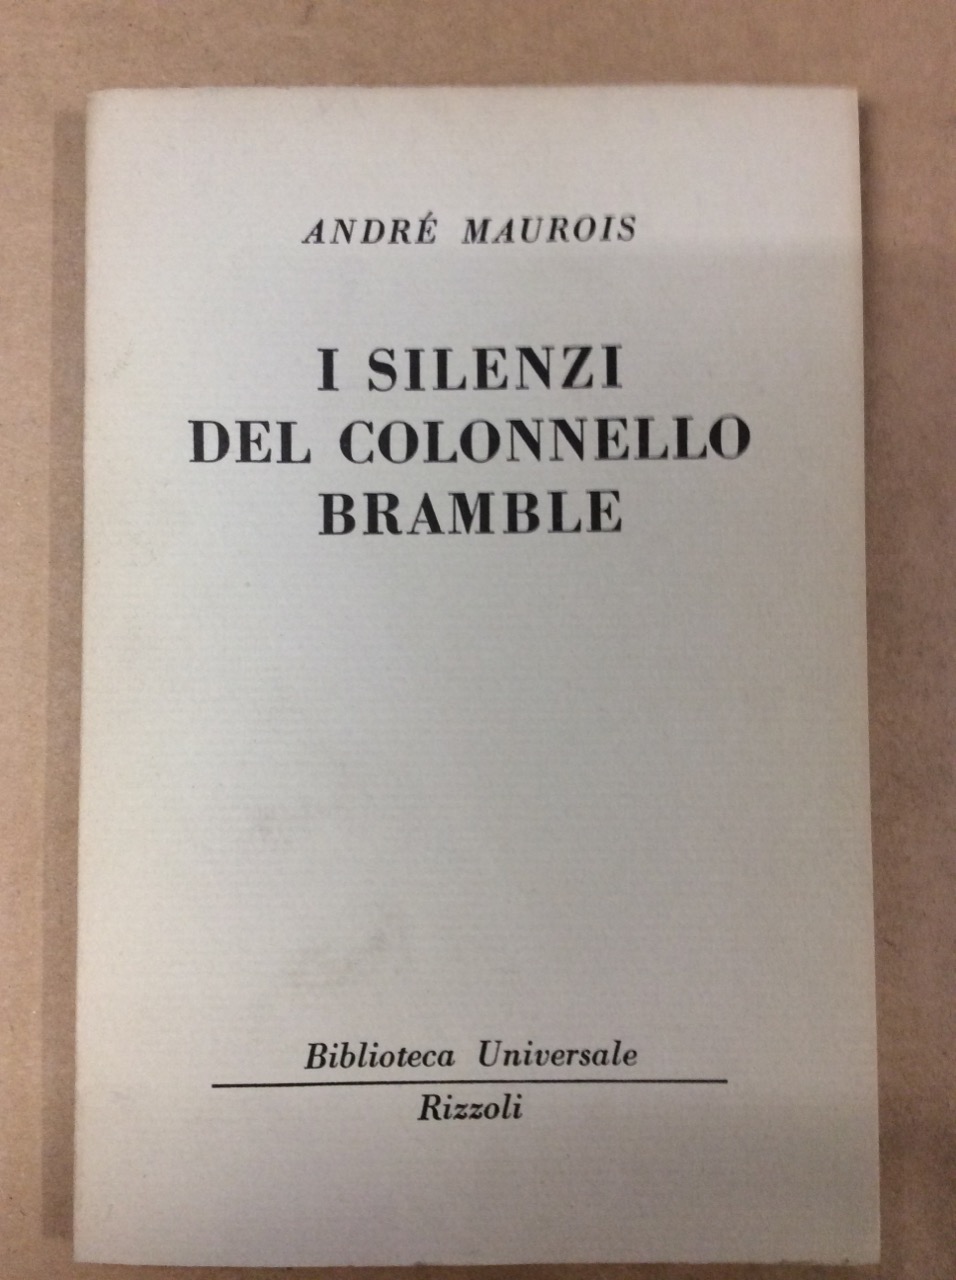 ANDRÉ MAUROIS
I SILENZI
DEL COLONNELLO
BRAMBLE
Biblioteca Universale
Rizzoli